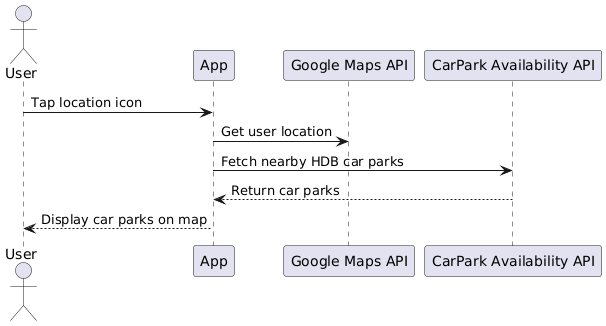 User
App
Google Maps API
CarPark Availability API
Tap location icon
Get user location
Fetch nearby HDB car parks
Return car parks
Display car parks on map
User
App
Google Maps API
CarPark Availability API